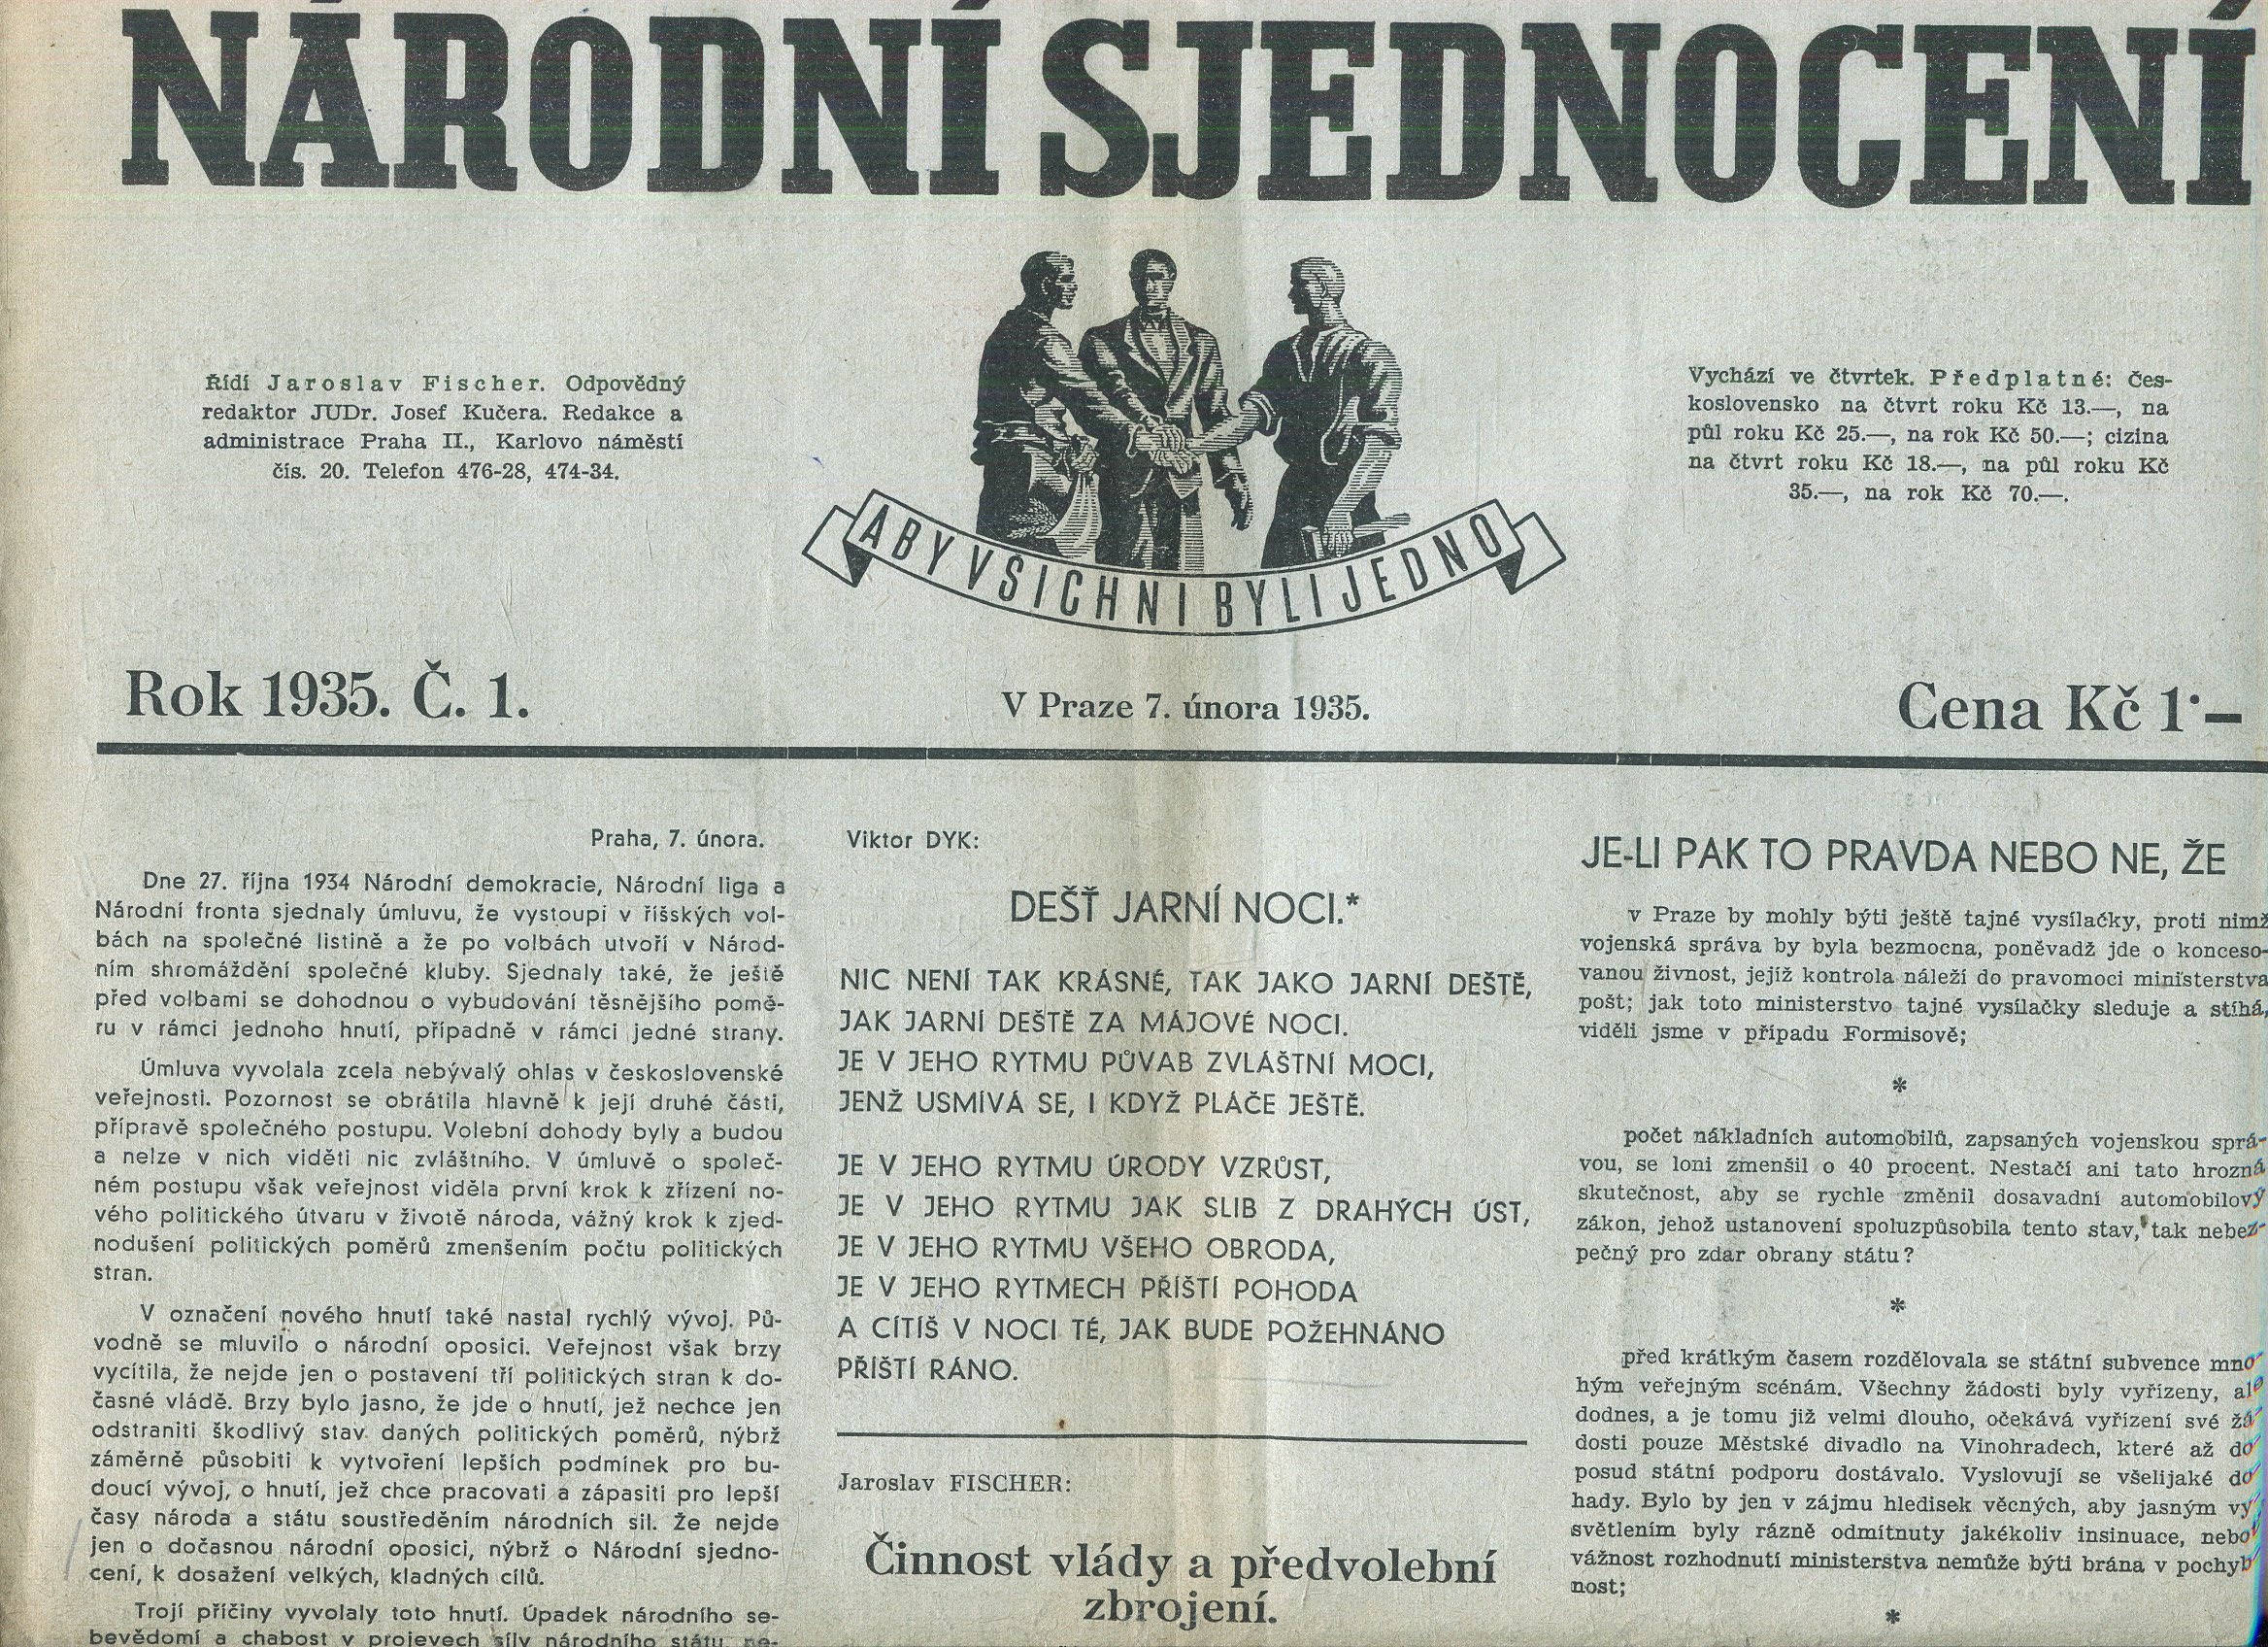 NÁRODNÍ SJEDNOCENÍ
Řídí Jaroslav Fischer. Odpovědný
redaktor JUDr. Josef Kučera. Redakce a
administrace Praha II., Karlovo náměstí
čís. 20. Telefon 476-28, 474-34.
ABY VŠICHNI BYLI JEDNO
Vychází ve čtvrtek. Předplatné: Čes-
koslovensko na čtvrt roku Kč 13.—, na
půl roku Kč 25.—, na rok Kč 50.—; cizina
na čtvrt roku Kč 18.—, na půl roku Kč
35.—, na rok Kč 70.—.
Rok 1935. Č. 1.
V Praze 7. února 1935.
Cena Kč 1·–
Praha, 7. února.
Dne 27. října 1934 Národní demokracie, Národní liga a
Národní fronta sjednaly úmluvu, že vystoupi v říšských vol-
bách na společné listině a že po volbách utvoří v Národ-
ním shromáždění společné kluby. Sjednaly také, že ještě
před volbami se dohodnou o vybudování těsnějšího pomě-
ru v rámci jednoho hnutí, případně v rámci jedné strany.
Úmluva vyvolala zcela nebývalý ohlas v československé
veřejnosti. Pozornost se obrátila hlavně k její druhé části,
přípravě společného postupu. Volební dohody byly a budou
a nelze v nich viděti nic zvláštního. V úmluvě o společ-
ném postupu však veřejnost viděla první krok k zřízení no-
vého politického útvaru v životě národa, vážný krok k zjed-
nodušení politických poměrů zmenšením počtu politických
stran.
V označení nového hnutí také nastal rychlý vývoj. Pů-
vodně se mluvilo o národní oposici. Veřejnost však brzy
vycítila, že nejde jen o postavení tří politických stran k do-
časné vládě. Brzy bylo jasno, že jde o hnutí, jež nechce jen
odstraniti škodlivý stav daných politických poměrů, nýbrž
záměrně působiti k vytvoření lepších podmínek pro bu-
doucí vývoj, o hnutí, jež chce pracovati a zápasiti pro lepší
časy národa a státu soustředěním národních sil. Že nejde
jen o dočasnou národní oposici, nýbrž o Národní sjedno-
cení, k dosažení velkých, kladných cílů.
Trojí příčiny vyvolaly toto hnutí. Úpadek národního se-
bevědomí a chabost v projevech síly národního státu, ne-
Viktor DYK:
DEŠŤ JARNÍ NOCI.*
NIC NENÍ TAK KRÁSNÉ, TAK JAKO JARNÍ DEŠTĚ,
JAK JARNÍ DEŠTĚ ZA MÁJOVÉ NOCI.
JE V JEHO RYTMU PŮVAB ZVLÁŠTNÍ MOCI,
JENŽ USMÍVÁ SE, I KDYŽ PLÁČE JEŠTĚ.
JE V JEHO RYTMU ÚRODY VZRŮST,
JE V JEHO RYTMU JAK SLIB Z DRAHÝCH ÚST,
JE V JEHO RYTMU VŠEHO OBRODA,
JE V JEHO RYTMECH PŘÍŠTÍ POHODA
A CÍTÍŠ V NOCI TÉ, JAK BUDE POŽEHNÁNO
PŘÍŠTÍ RÁNO.
Jaroslav FISCHER:
Činnost vlády a předvolební
zbrojení.
JE-LI PAK TO PRAVDA NEBO NE, ŽE
v Praze by mohly býti ještě tajné vysílačky, proti nimž
vojenská správa by byla bezmocna, poněvadž jde o konceso-
vanou živnost, jejíž kontrola náleží do pravomoci ministerstva
pošt; jak toto ministerstvo tajné vysílačky sleduje a stíhá,
viděli jsme v případu Formisově;
*
počet nákladních automobilů, zapsaných vojenskou sprá-
vou, se loni zmenšil o 40 procent. Nestačí ani tato hrozná
skutečnost, aby se rychle změnil dosavadní automobilový
zákon, jehož ustanovení spoluzpůsobila tento stav, tak nebez-
pečný pro zdar obrany státu?
*
před krátkým časem rozdělovala se státní subvence mno
hým veřejným scénám. Všechny žádosti byly vyřízeny, ale
dodnes, a je tomu již velmi dlouho, očekává vyřízení své žá
dosti pouze Městské divadlo na Vinohradech, které až do
posud státní podporu dostávalo. Vyslovují se všelijaké do
hady. Bylo by jen v zájmu hledisek věcných, aby jasným vy
světlením byly rázně odmítnuty jakékoliv insinuace, nebo
vážnost rozhodnutí ministerstva nemůže býti brána v pochyb
nost;
*